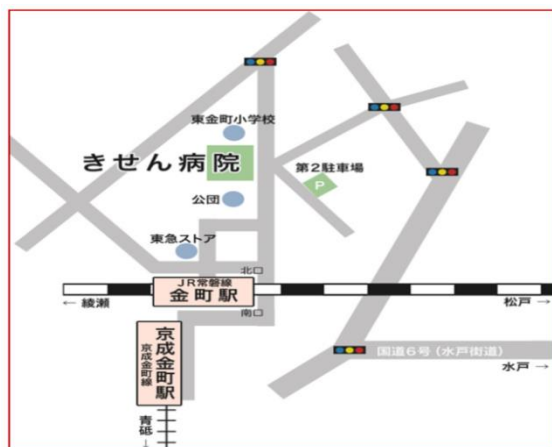 東金町小学校
きせん病院
第2駐車場
P
公団
東急ストア
北口
JR常磐線
金町駅
← 綾瀬
松戸 →
南口
京成金町駅
京成金町線
国道6号(水戸街道)
水戸 →
青砥 →